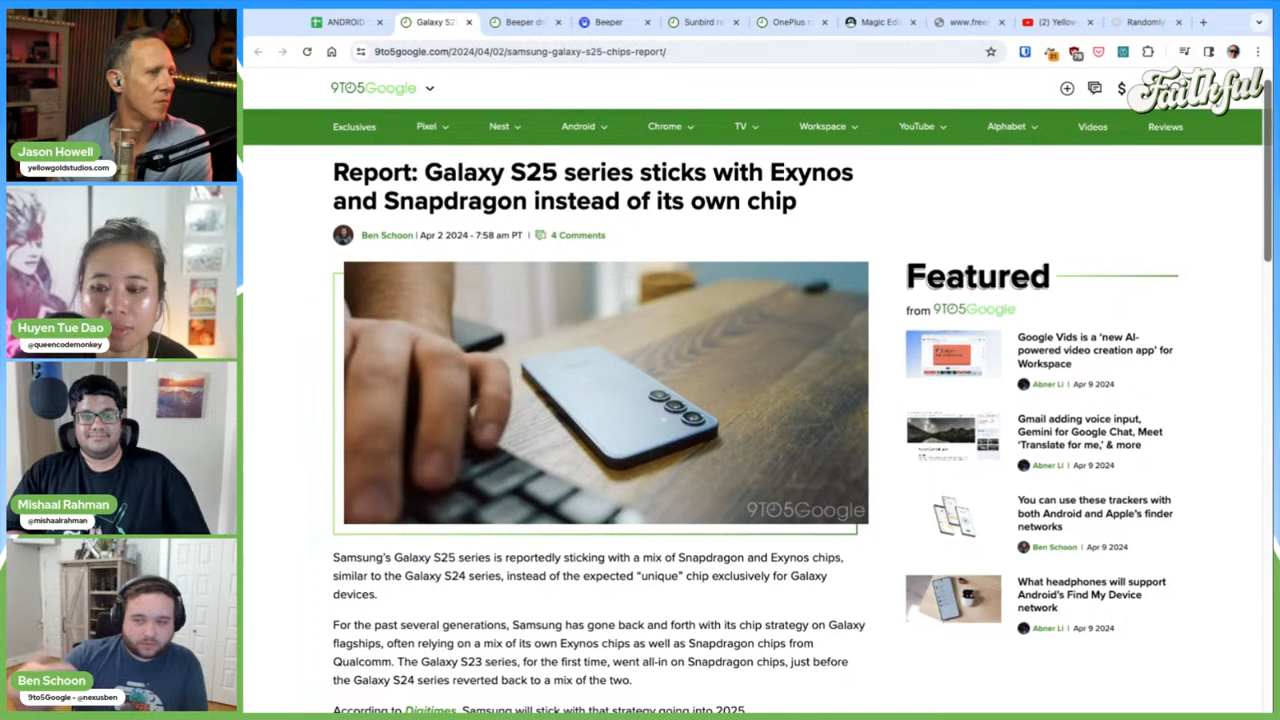 Jason Howell
yellowgoldstudios.com
Huyen Tue Dao
@queencodemonkey
Mishaal Rahman
@mishaalrahman
Ben Schoon
9to5Google - @nexusben
ANDROID
Galaxy S2
Beeper
Beeper
Sunbird
OnePlus
Magic Edi
www.free
(2) Yellow
Randomly
9to5google.com/2024/04/02/samsung-galaxy-s25-chips-report/
9TO5Google
Faithful
Exclusives Pixel Nest Android Chrome TV Workspace YouTube Alphabet Videos Reviews
Report: Galaxy S25 series sticks with Exynos
and Snapdragon instead of its own chip
Ben Schoon | Apr 2 2024 - 7:58 am PT | 4 Comments
9TO5Google
Samsung's Galaxy S25 series is reportedly sticking with a mix of Snapdragon and Exynos chips,
similar to the Galaxy S24 series, instead of the expected “unique” chip exclusively for Galaxy
devices.
For the past several generations, Samsung has gone back and forth with its chip strategy on Galaxy
flagships, often relying on a mix of its own Exynos chips as well as Snapdragon chips from
Qualcomm. The Galaxy S23 series, for the first time, went all-in on Snapdragon chips, just before
the Galaxy S24 series reverted back to a mix of the two.
According to Digitimes, Samsung will stick with that strategy going into 2025.
Featured
from 9TO5Google
Google Vids is a ‘new AI-
powered video creation app’ for
Workspace
Abner Li | Apr 9 2024
Gmail adding voice input,
Gemini for Google Chat, Meet
‘Translate for me,’ & more
Abner Li | Apr 9 2024
You can use these trackers with
both Android and Apple's finder
networks
Ben Schoon | Apr 9 2024
What headphones will support
Android's Find My Device
network
Abner Li | Apr 9 2024